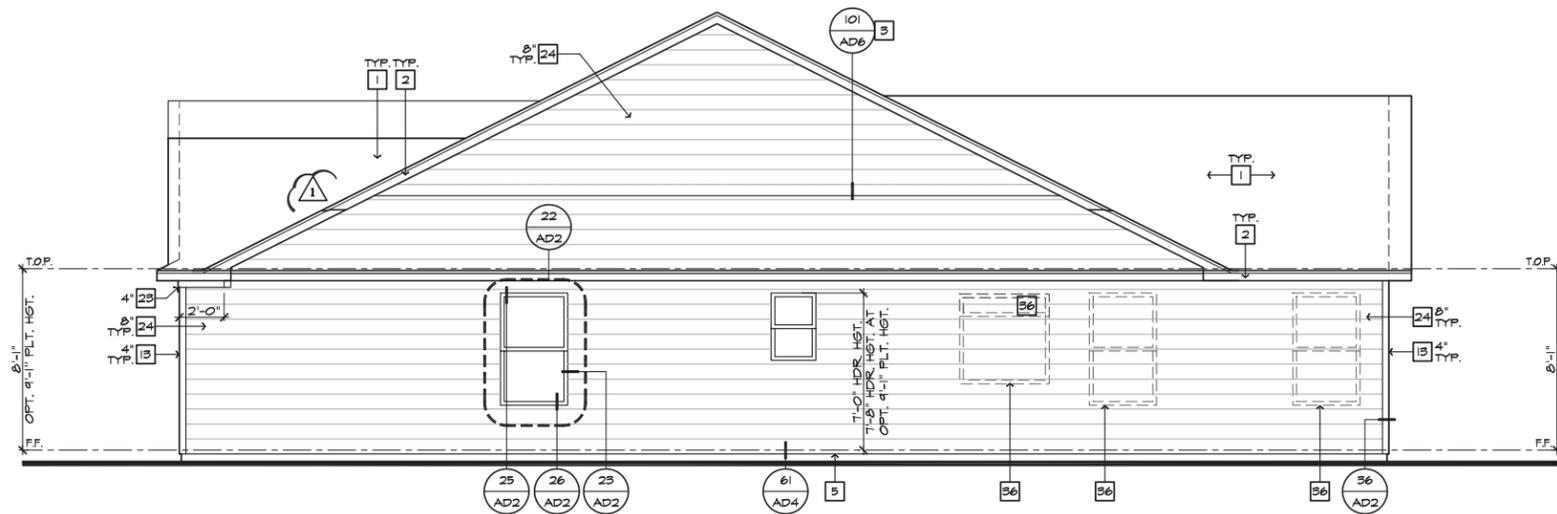 101
AD6
3
8"
TYP.
24
TYP.
1
TYP.
2
TYP.
1
1
22
AD2
TYP.
2
T.O.P.
T.O.P.
4"
23
2'-0"
8"
TYP.
24
4"
TYP.
13
36
24
8"
TYP.
13
4"
TYP.
8'-1"
OPT. 9'-1" PLT. HGT.
7'-0" HDR. HGT.
7'-8" HDR. HGT. AT
OPT. 9'-1" PLT. HGT.
8'-1"
F.F.
F.F.
25
AD2
26
AD2
23
AD2
61
AD4
5
36
36
36
36
AD2